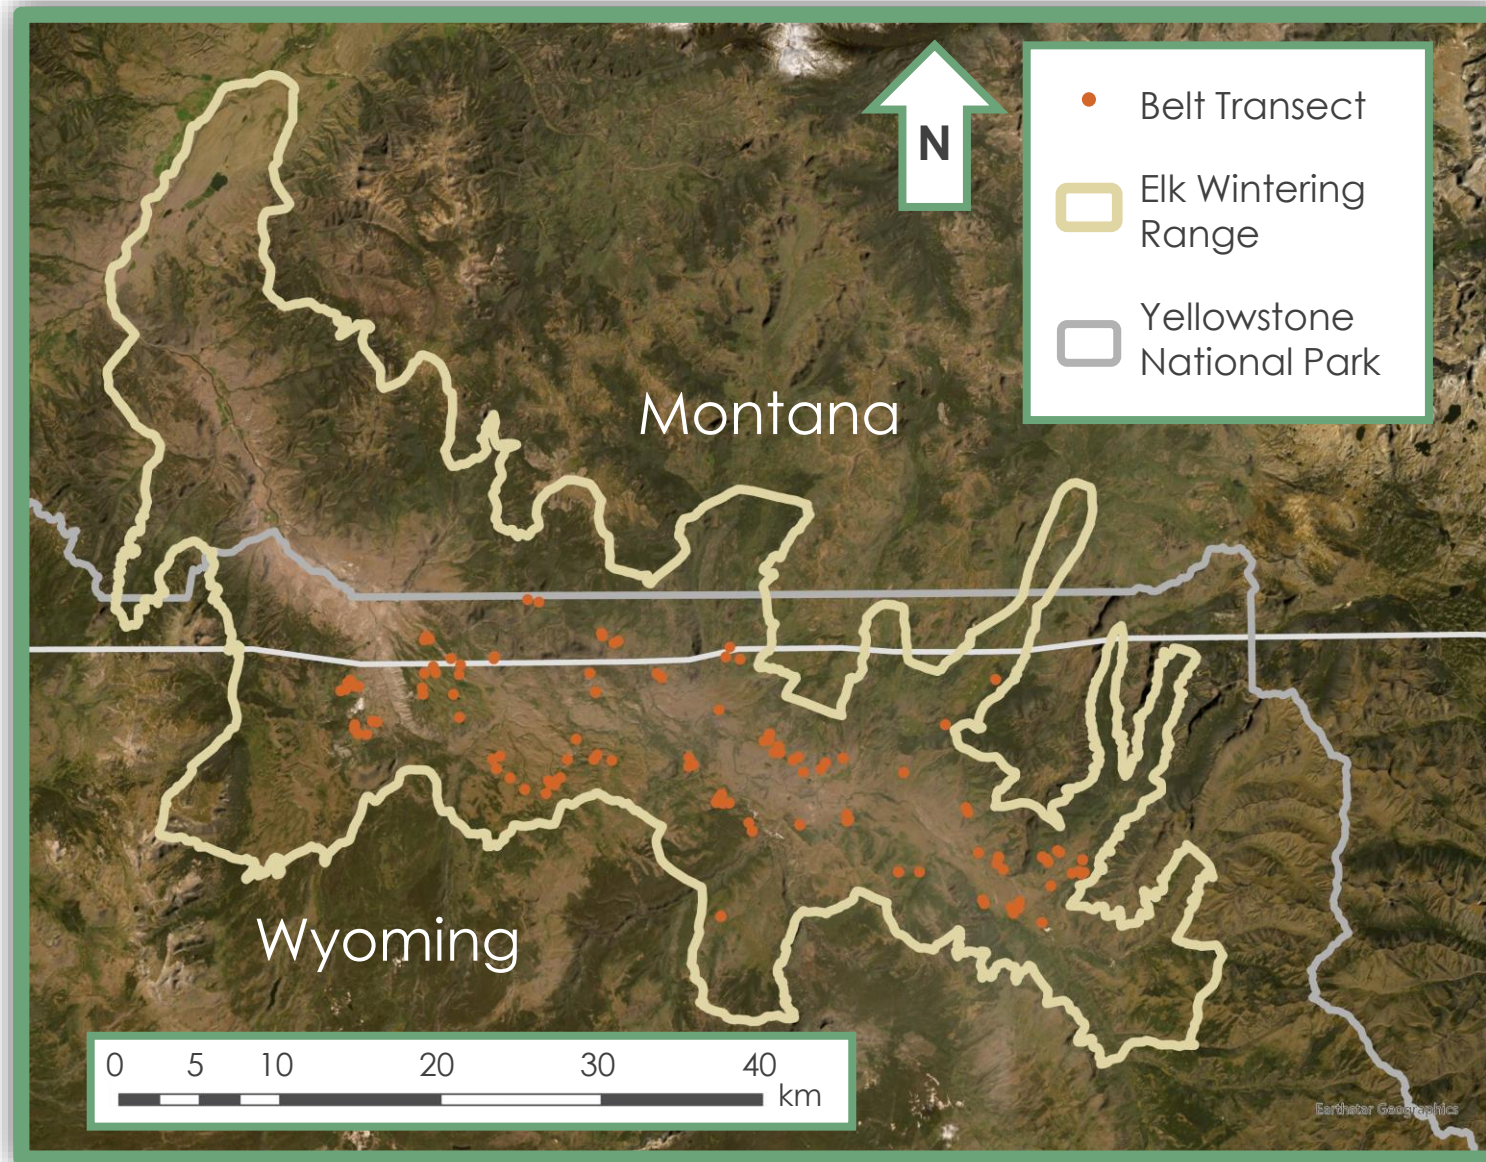 N
Belt Transect
Elk Wintering
Range
Yellowstone
National Park
Montana
Wyoming
0 5 10 20 30 40
km
Earthstar Geographics